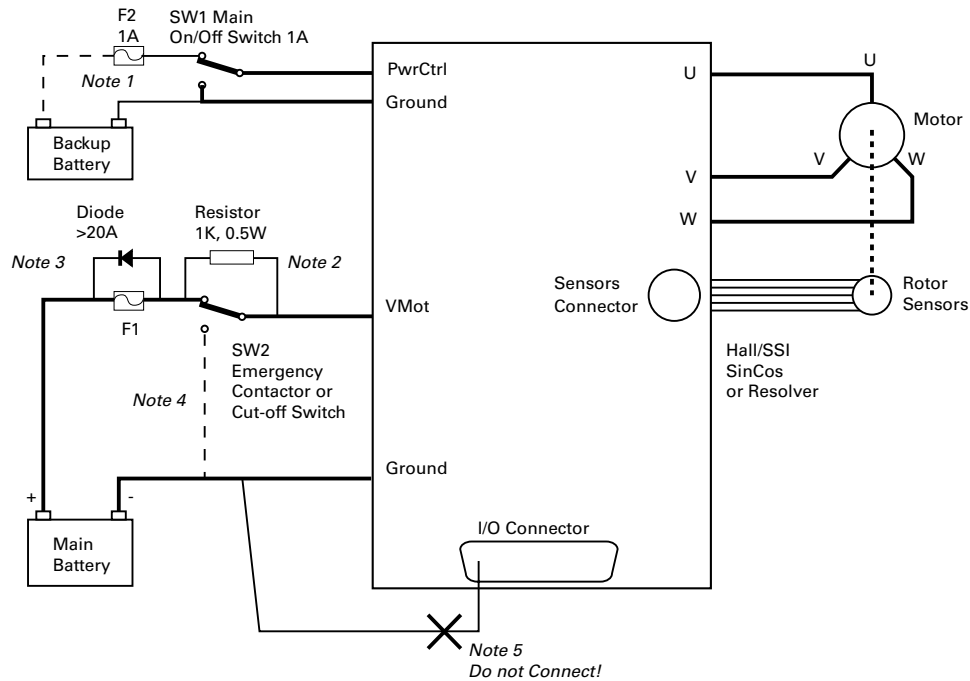 F2
1A
SW1 Main
On/Off Switch 1A
Note 1
Backup
Battery
PwrCtrl
Ground
U
U
Motor
V
W
V
W
Diode
>20A
Resistor
1K, 0.5W
Note 3
Note 2
F1
VMot
SW2
Emergency
Contactor or
Cut-off Switch
Note 4
Sensors
Connector
Rotor
Sensors
Hall/SSI
SinCos
or Resolver
Ground
+
-
Main
Battery
I/O Connector
Note 5
Do not Connect!